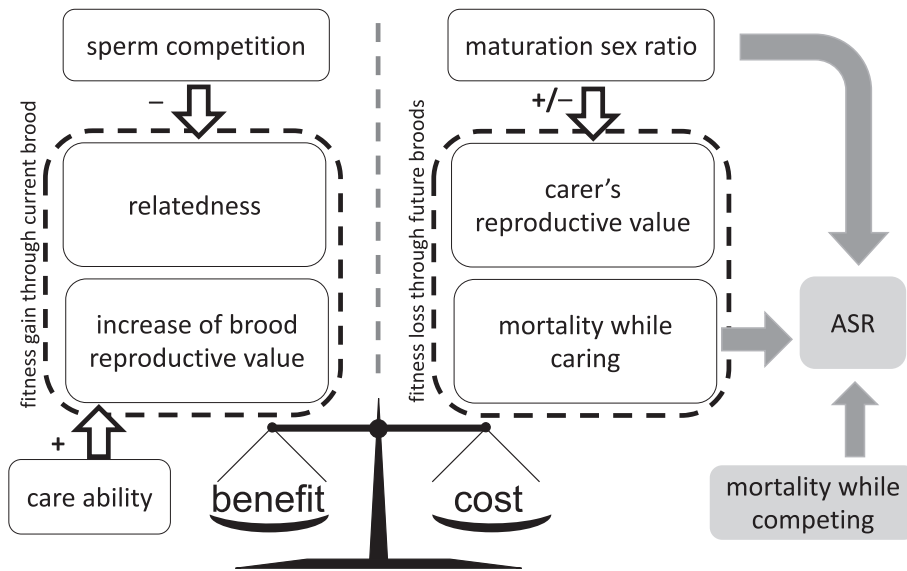 sperm competition
−
fitness gain through current brood
relatedness
increase of brood
reproductive value
+
care ability
maturation sex ratio
+/−
fitness loss through future broods
carer's
reproductive value
mortality while
caring
ASR
mortality while
competing
benefit
cost